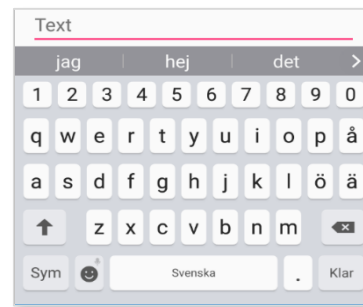 Text
jag hej det
1 2 3 4 5 6 7 8 9 0
q w e r t y u i o p å
a s d f g h j k l ö ä
z x c v b n m
Sym Svenska . Klar